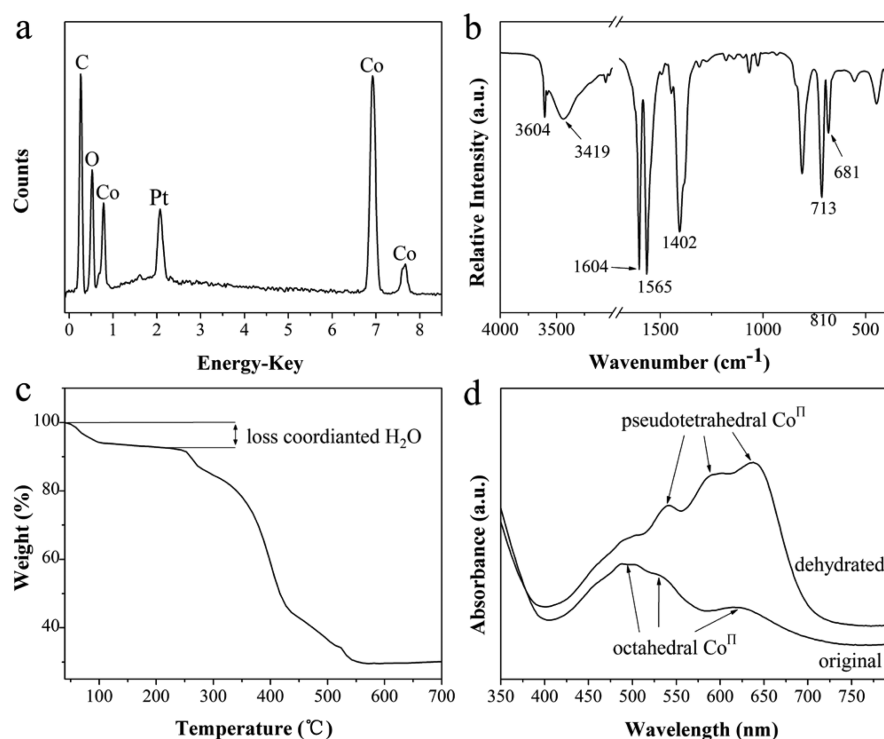 a
C
O
Co
Pt
Co
Co
Counts
0 1 2 3 4 5 6 7 8
Energy-Key
b
3604
3419
1604
1565
1402
810
713
681
Relative Intensity (a.u.)
4000 3500 1500 1000 500
Wavenumber (cm-1)
c
100
80
60
40
loss coordianted H2O
Weight (%)
100 200 300 400 500 600 700
Temperature (℃)
d
pseudotetrahedral CoΠ
dehydrated
octahedral CoΠ
original
Absorbance (a.u.)
350 400 450 500 550 600 650 700 750
Wavelength (nm)